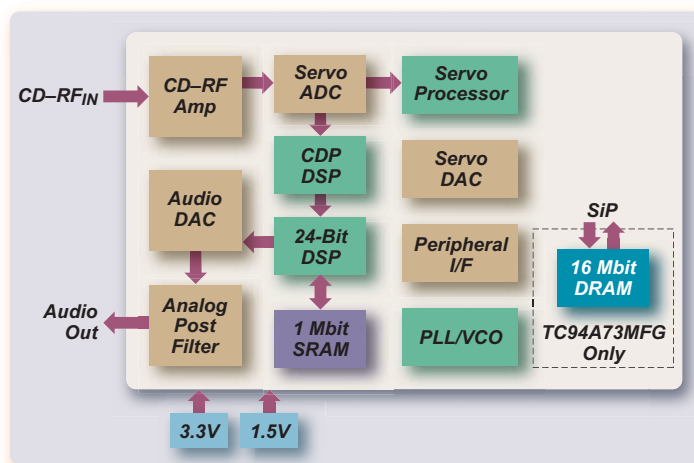 CD–RF
Amp
Servo
ADC
Servo
Processor
CD–RFIN
CDP
DSP
Servo
DAC
Audio
DAC
SiP
24-Bit
DSP
Peripheral
I/F
16 Mbit
DRAM
Audio
Out
Analog
Post
Filter
1 Mbit
SRAM
PLL/VCO
TC94A73MFG
Only
3.3V
1.5V